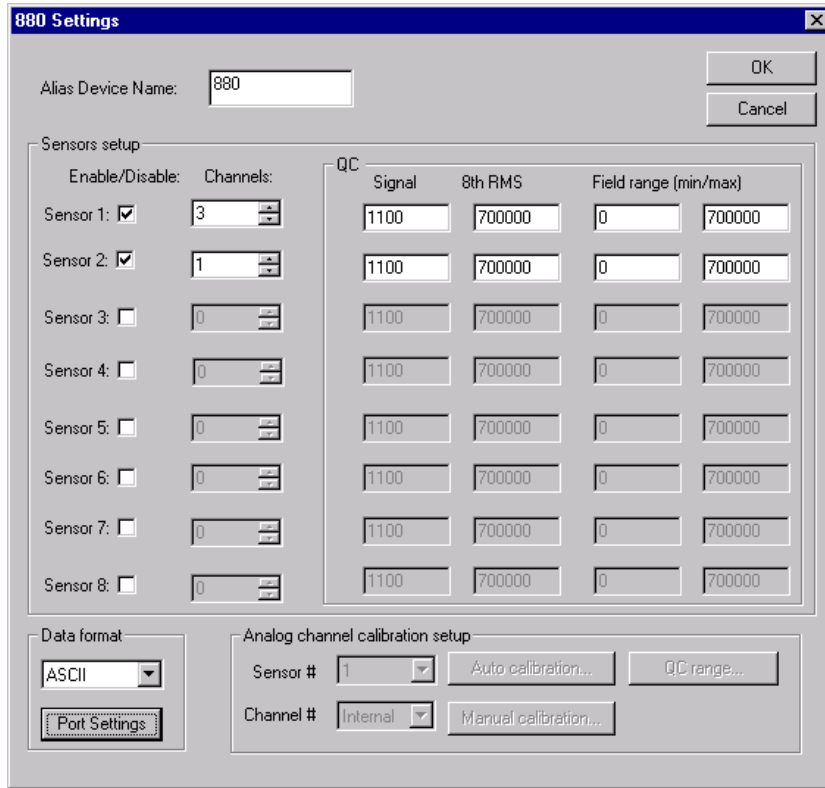 880 Settings
OK
Alias Device Name: 880
Cancel
Sensors setup
Enable/Disable: Channels:
QC
Signal 8th RMS Field range (min/max)
Sensor 1: 3 1100 700000 0 700000
Sensor 2: 1 1100 700000 0 700000
Sensor 3: 0 1100 700000 0 700000
Sensor 4: 0 1100 700000 0 700000
Sensor 5: 0 1100 700000 0 700000
Sensor 6: 0 1100 700000 0 700000
Sensor 7: 0 1100 700000 0 700000
Sensor 8: 0 1100 700000 0 700000
Data format
ASCII
Port Settings
Analog channel calibration setup
Sensor # 1 Auto calibration... QC range...
Channel # Internal Manual calibration...